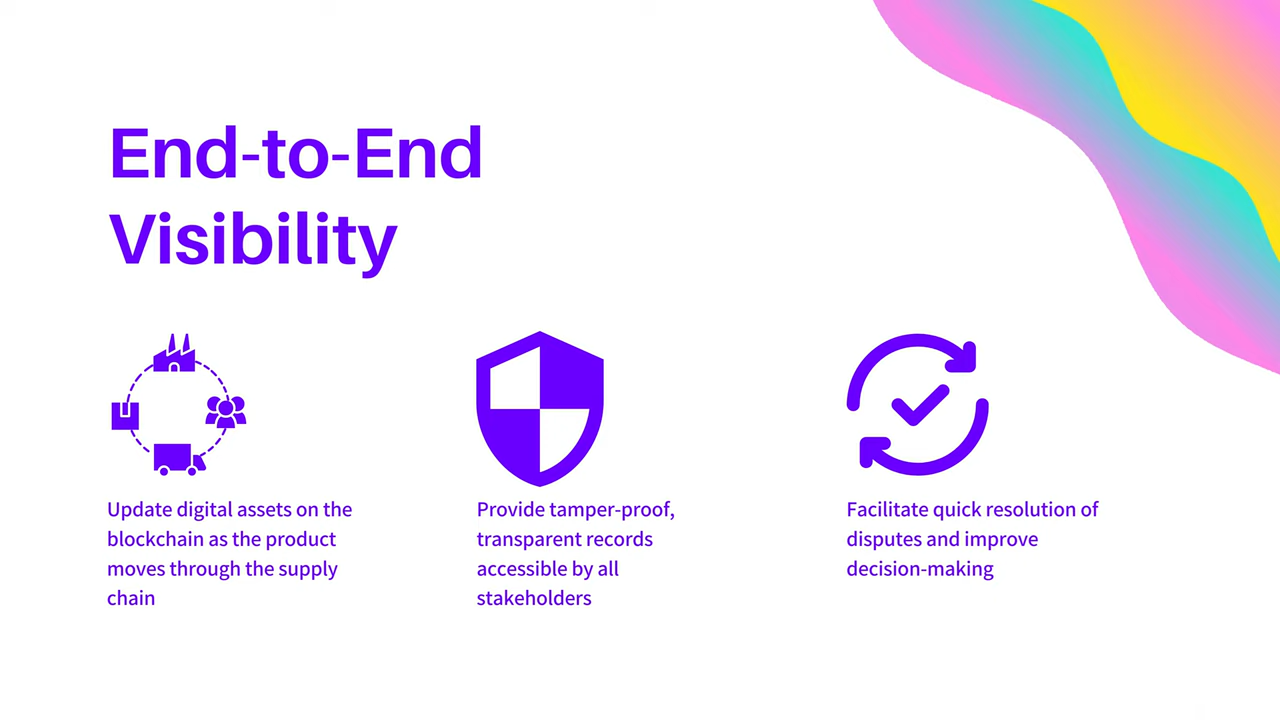 End-to-End
Visibility
Update digital assets on the
blockchain as the product
moves through the supply
chain
Provide tamper-proof,
transparent records
accessible by all
stakeholders
Facilitate quick resolution of
disputes and improve
decision-making